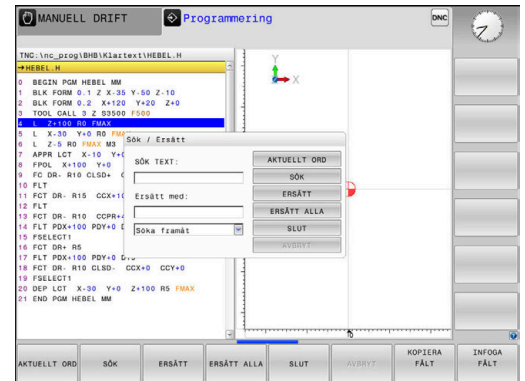 MANUELL DRIFT
Programmering
DNC
TNC:\nc_prog\BHB\Klartext\HEBEL.H
→HEBEL.H
0 BEGIN PGM HEBEL MM
1 BLK FORM 0.1 Z X-35 Y-50 Z-10
2 BLK FORM 0.2 X+120 Y+20 Z+0
3 TOOL CALL 3 Z S3500 F500
4 L Z+100 R0 FMAX
5 L X-30 Y+0 R0 FMA
6 L Z-5 R0 FMAX M3
7 APPR LCT X-10 Y+
8 FPOL X+100 Y+0
9 FC DR- R10 CLSD+
10 FLT
11 FCT DR- R15 CCX+10
12 FLT
13 FCT DR- R10 CCPR+4
14 FLT PDX+100 PDY+0 D
15 FSELECT1
16 FCT DR+ R5
17 FLT PDX+100 PDY+0 D15
18 FCT DR- R10 CLSD- CCX+0 CCY+0
19 FSELECT1
20 DEP LCT X-30 Y+0 Z+100 R5 FMAX
21 END PGM HEBEL MM
Y
X
Sök / Ersätt
SÖK TEXT:
Ersätt med:
Söka framåt
AKTUELLT ORD
SÖK
ERSÄTT
ERSÄTT ALLA
SLUT
AVBRYT
AKTUELLT ORD
SÖK
ERSÄTT
ERSÄTT ALLA
SLUT
AVBRYT
KOPIERA FÄLT
INFOGA FÄLT